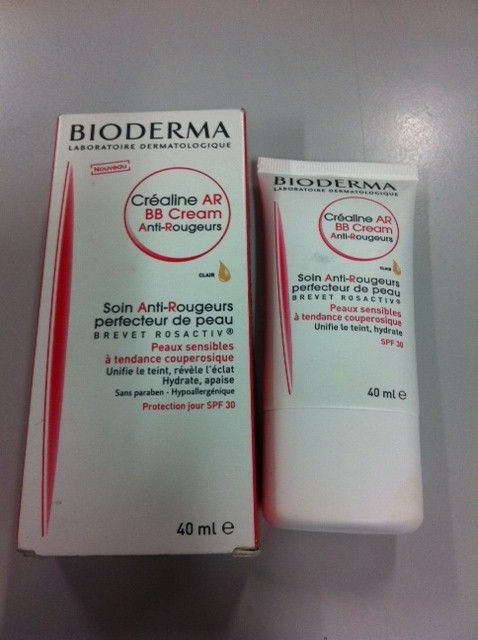 BIODERMA
LABORATOIRE DERMATOLOGIQUE
Nouveau
Créaline AR
BB Cream
Anti-Rougeurs
CLAIR
Soin Anti-Rougeurs
perfecteur de peau
BREVET ROSACTIV®
Peaux sensibles
à tendance couperosique
Unifie le teint, révèle l'éclat
Hydrate, apaise
Sans paraben - Hypoallergénique
Protection jour SPF 30
40 ml e
BIODERMA
LABORATOIRE DERMATOLOGIQUE
Créaline AR
BB Cream
Anti-Rougeurs
CLAIR
Soin Anti-Rougeurs
perfecteur de peau
BREVET ROSACTIV®
Peaux sensibles
à tendance couperosique
Unifie le teint, hydrate
SPF 30
40 ml e